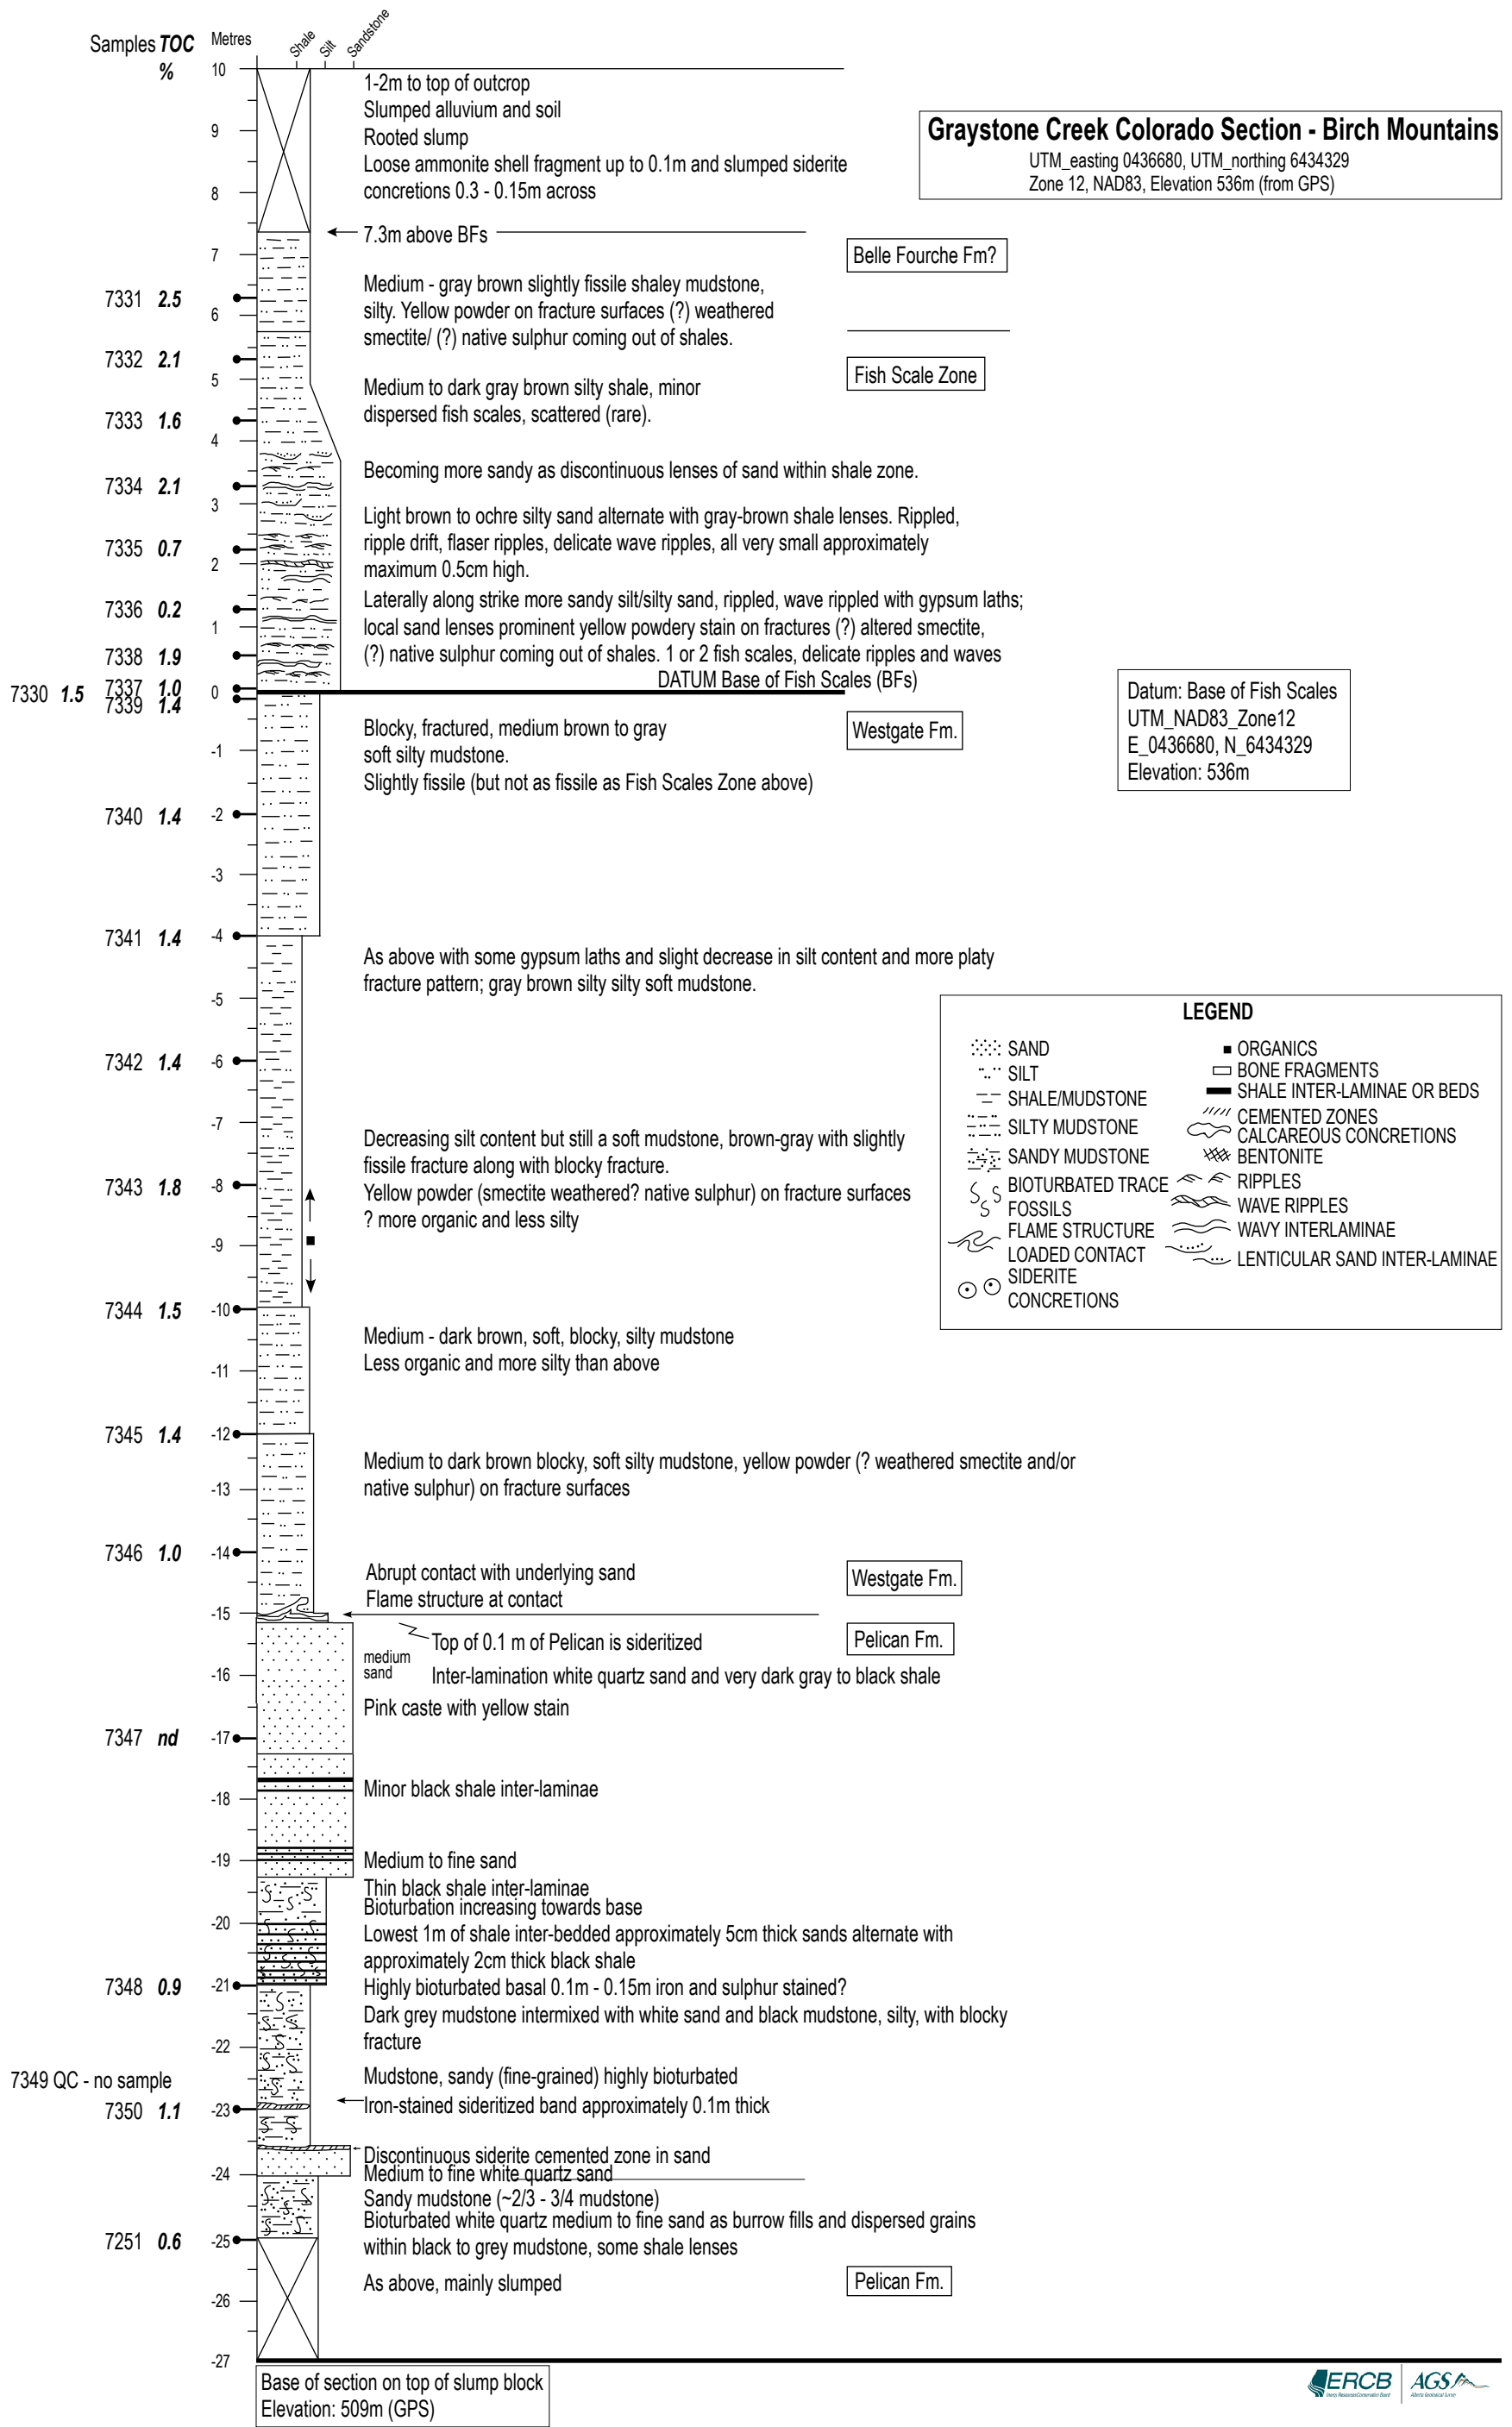 Samples TOC %
Metres
Shale
Silt
Sandstone
10
1-2m to top of outcrop
Slumped alluvium and soil
9
Rooted slump
Loose ammonite shell fragment up to 0.1m and slumped siderite
8
concretions 0.3 - 0.15m across
Graystone Creek Colorado Section - Birch Mountains
UTM_easting 0436680, UTM_northing 6434329
Zone 12, NAD83, Elevation 536m (from GPS)
7.3m above BFs
7
Belle Fourche Fm?
Medium - gray brown slightly fissile shaley mudstone,
7331 2.5
6
silty. Yellow powder on fracture surfaces (?) weathered
smectite/ (?) native sulphur coming out of shales.
7332 2.1
5
Fish Scale Zone
Medium to dark gray brown silty shale, minor
dispersed fish scales, scattered (rare).
7333 1.6
4
Becoming more sandy as discontinuous lenses of sand within shale zone.
7334 2.1
3
Light brown to ochre silty sand alternate with gray-brown shale lenses. Rippled,
7335 0.7
ripple drift, flaser ripples, delicate wave ripples, all very small approximately
2
maximum 0.5cm high.
7336 0.2
Laterally along strike more sandy silt/silty sand, rippled, wave rippled with gypsum laths;
1
local sand lenses prominent yellow powdery stain on fractures (?) altered smectite,
7338 1.9
(?) native sulphur coming out of shales. 1 or 2 fish scales, delicate ripples and waves
DATUM Base of Fish Scales (BFs)
7330 1.5
7337 1.0
0
7339 1.4
Datum: Base of Fish Scales
UTM_NAD83_Zone12
E_0436680, N_6434329
Elevation: 536m
Westgate Fm.
Blocky, fractured, medium brown to gray
-1
soft silty mudstone.
Slightly fissile (but not as fissile as Fish Scales Zone above)
7340 1.4
-2
-3
7341 1.4
-4
As above with some gypsum laths and slight decrease in silt content and more platy
fracture pattern; gray brown silty silty soft mudstone.
-5
7342 1.4
-6
LEGEND
SAND
SILT
SHALE/MUDSTONE
SILTY MUDSTONE
SANDY MUDSTONE
BIOTURBATED TRACE
FOSSILS
FLAME STRUCTURE
LOADED CONTACT
SIDERITE
CONCRETIONS
ORGANICS
BONE FRAGMENTS
SHALE INTER-LAMINAE OR BEDS
CEMENTED ZONES
CALCAREOUS CONCRETIONS
BENTONITE
RIPPLES
WAVE RIPPLES
WAVY INTERLAMINAE
LENTICULAR SAND INTER-LAMINAE
-7
Decreasing silt content but still a soft mudstone, brown-gray with slightly
fissile fracture along with blocky fracture.
7343 1.8
-8
Yellow powder (smectite weathered? native sulphur) on fracture surfaces
? more organic and less silty
-9
7344 1.5
-10
Medium - dark brown, soft, blocky, silty mudstone
Less organic and more silty than above
-11
7345 1.4
-12
Medium to dark brown blocky, soft silty mudstone, yellow powder (? weathered smectite and/or
-13
native sulphur) on fracture surfaces
7346 1.0
-14
Abrupt contact with underlying sand
Westgate Fm.
Flame structure at contact
-15
Top of 0.1 m of Pelican is sideritized
Pelican Fm.
medium
sand
Inter-lamination white quartz sand and very dark gray to black shale
-16
Pink caste with yellow stain
7347 nd
-17
Minor black shale inter-laminae
-18
-19
Medium to fine sand
Thin black shale inter-laminae
Bioturbation increasing towards base
-20
Lowest 1m of shale inter-bedded approximately 5cm thick sands alternate with
approximately 2cm thick black shale
7348 0.9
-21
Highly bioturbated basal 0.1m - 0.15m iron and sulphur stained?
Dark grey mudstone intermixed with white sand and black mudstone, silty, with blocky
fracture
-22
7349 QC - no sample
Mudstone, sandy (fine-grained) highly bioturbated
7350 1.1
-23
Iron-stained sideritized band approximately 0.1m thick
Discontinuous siderite cemented zone in sand
-24
Medium to fine white quartz sand
Sandy mudstone (~2/3 - 3/4 mudstone)
Bioturbated white quartz medium to fine sand as burrow fills and dispersed grains
7251 0.6
-25
within black to grey mudstone, some shale lenses
As above, mainly slumped
Pelican Fm.
-26
-27
Base of section on top of slump block
Elevation: 509m (GPS)
ERCB
Energy Resources Conservation Board
AGS
Alberta Geological Survey